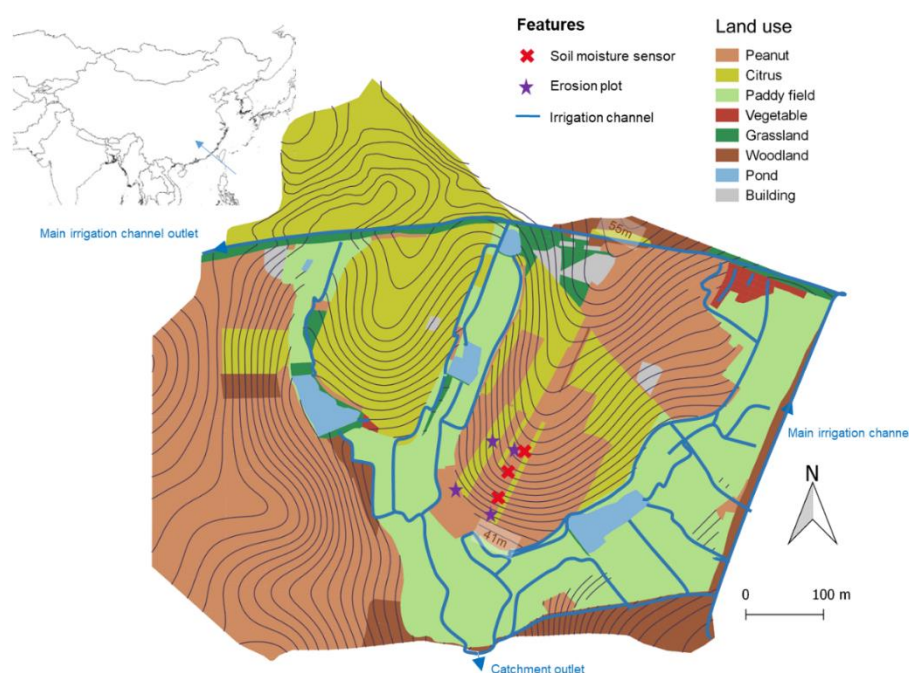 Features
Soil moisture sensor
Erosion plot
Irrigation channel
Land use
Peanut
Citrus
Paddy field
Vegetable
Grassland
Woodland
Pond
Building
Main irrigation channel outlet
55m
Main irrigation channel
N
41m
0 100 m
Catchment outlet